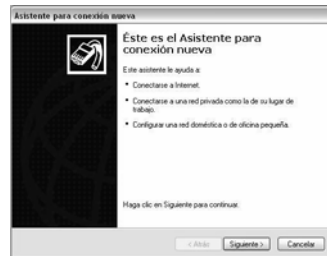 Asistente para conexión nueva
Éste es el Asistente para
conexión nueva
Este asistente le ayuda a:
• Conectarse a Internet.
• Conectarse a una red privada como la de su lugar de
trabajo.
• Configurar una red doméstica o de oficina pequeña.
Haga clic en Siguiente para continuar.
< Atrás
Siguiente >
Cancelar